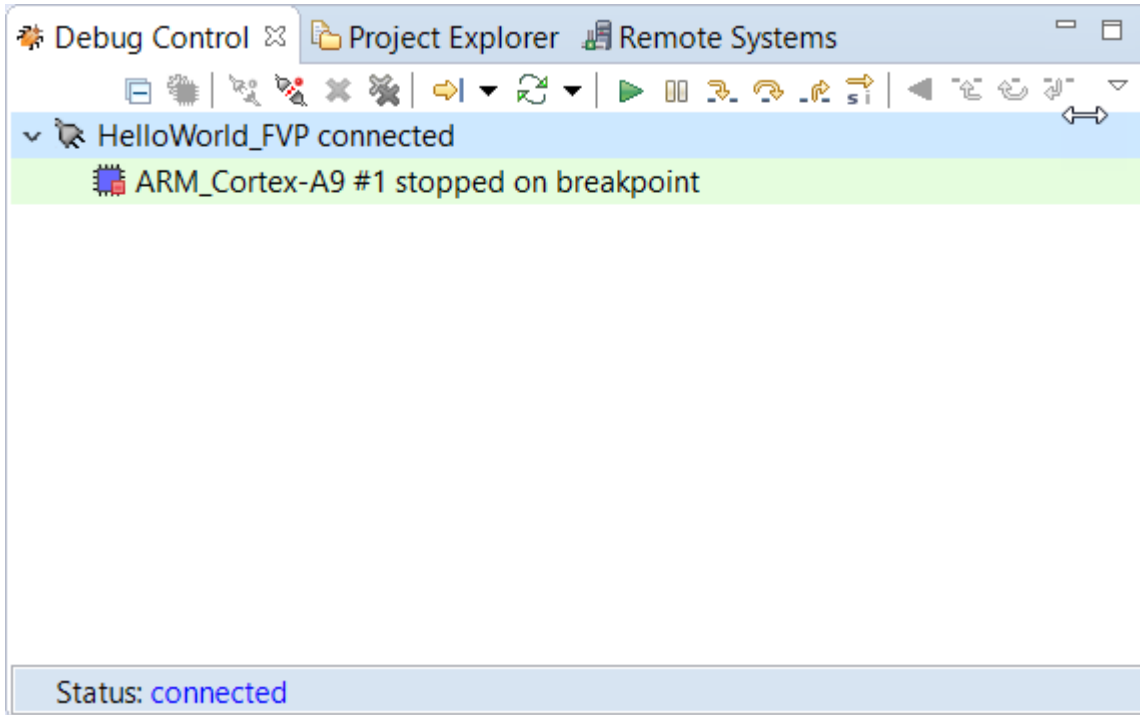 Debug Control Project Explorer Remote Systems
s i
HelloWorld_FVP connected
ARM_Cortex-A9 #1 stopped on breakpoint
Status: connected